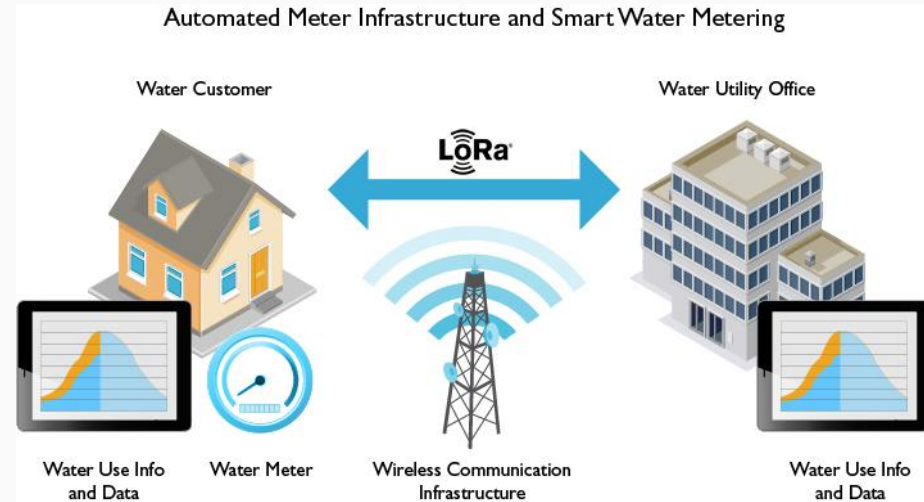 Automated Meter Infrastructure and Smart Water Metering
Water Customer
Water Utility Office
LoRa®
Water Use Info
and Data
Water Meter
Wireless Communication
Infrastructure
Water Use Info
and Data